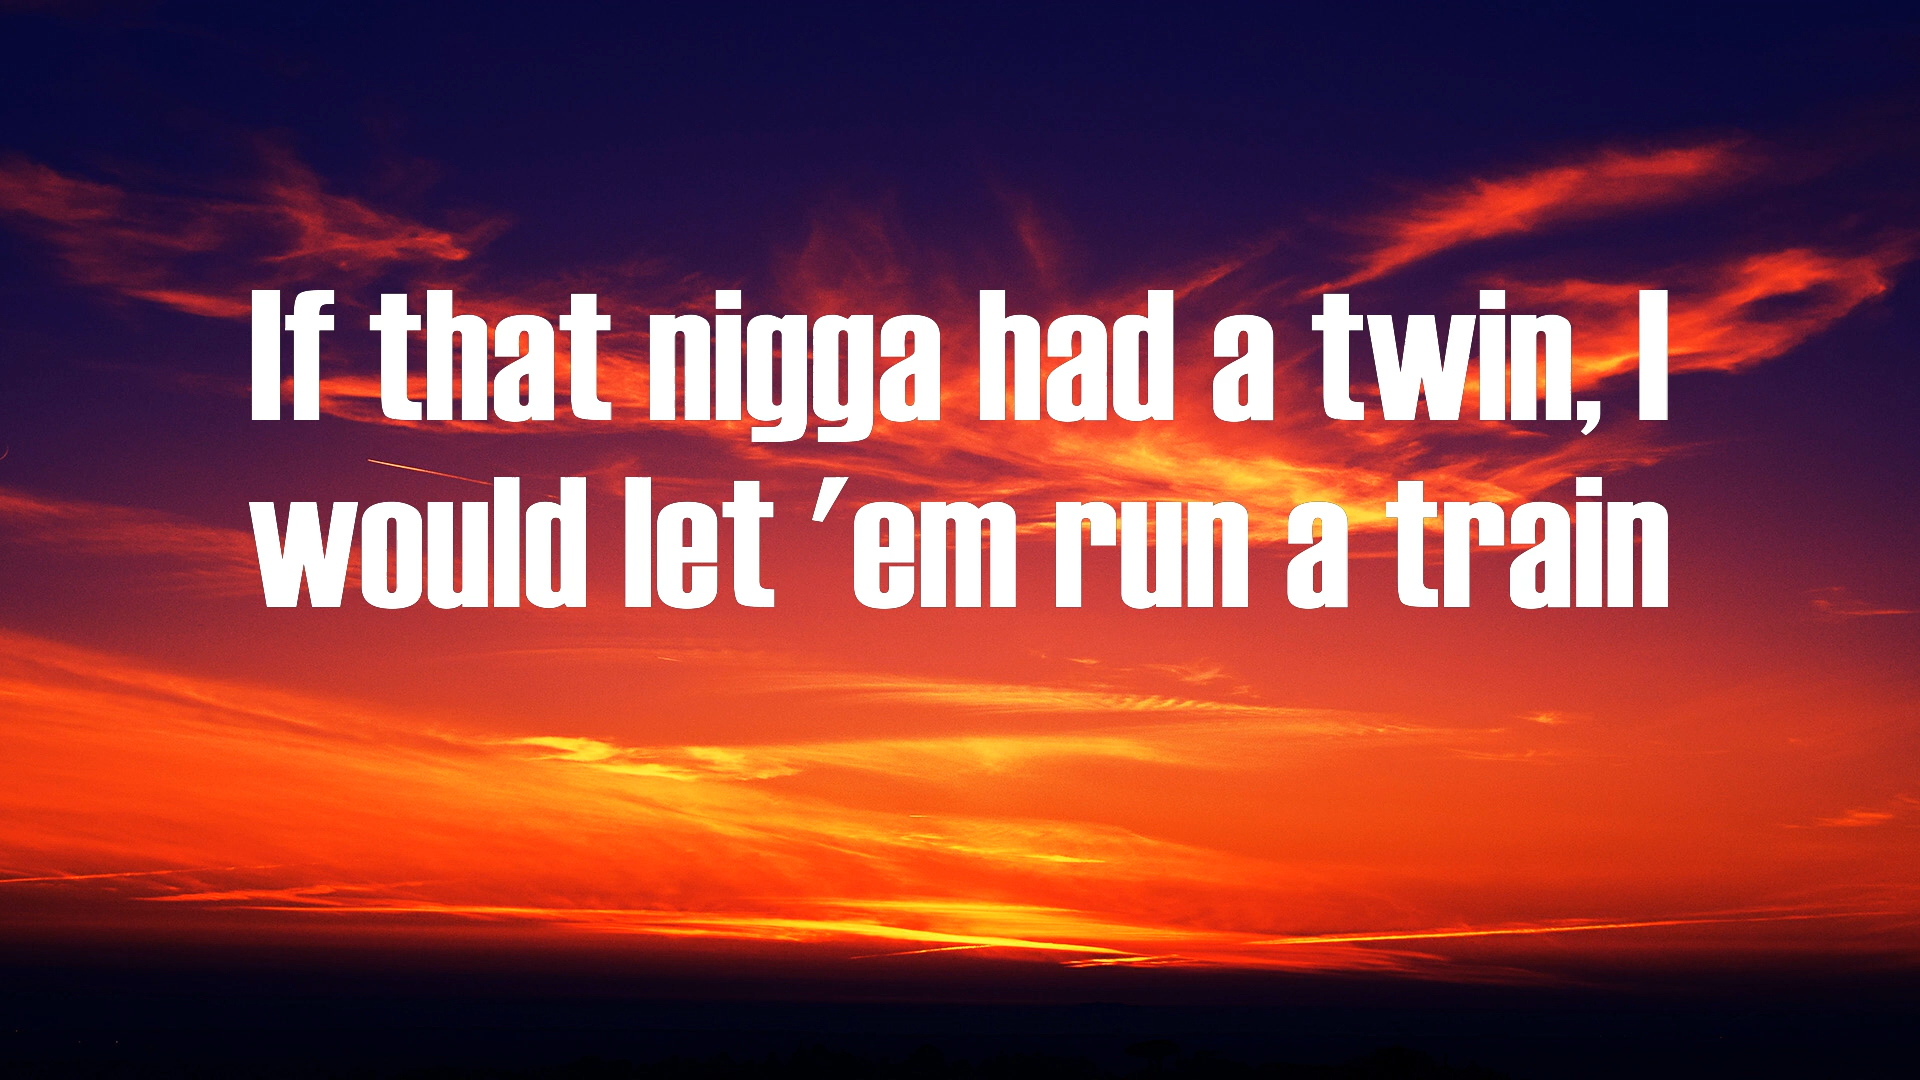 If that nigga had a twin, I
would let 'em run a train